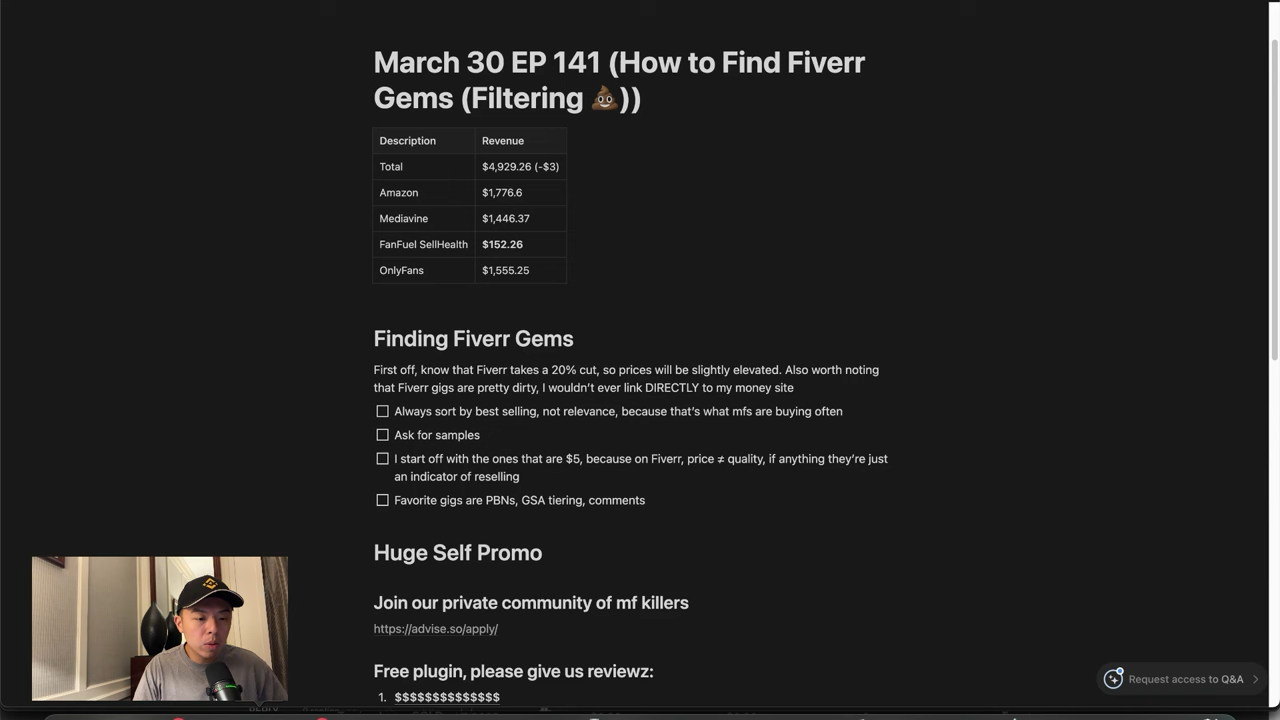 March 30 EP 141 (How to Find Fiverr
Gems (Filtering 💩))
Description Revenue
Total $4,929.26 (-$3)
Amazon $1,776.6
Mediavine $1,446.37
FanFuel SellHealth $152.26
OnlyFans $1,555.25
Finding Fiverr Gems
First off, know that Fiverr takes a 20% cut, so prices will be slightly elevated. Also worth noting
that Fiverr gigs are pretty dirty, I wouldn't ever link DIRECTLY to my money site
Always sort by best selling, not relevance, because that's what mfs are buying often
Ask for samples
I start off with the ones that are $5, because on Fiverr, price ≠ quality, if anything they're just
an indicator of reselling
Favorite gigs are PBNs, GSA tiering, comments
Huge Self Promo
Join our private community of mf killers
https://advise.so/apply/
Free plugin, please give us reviewz:
1. $$$$$$$$$$$$$$
Request access to Q&A